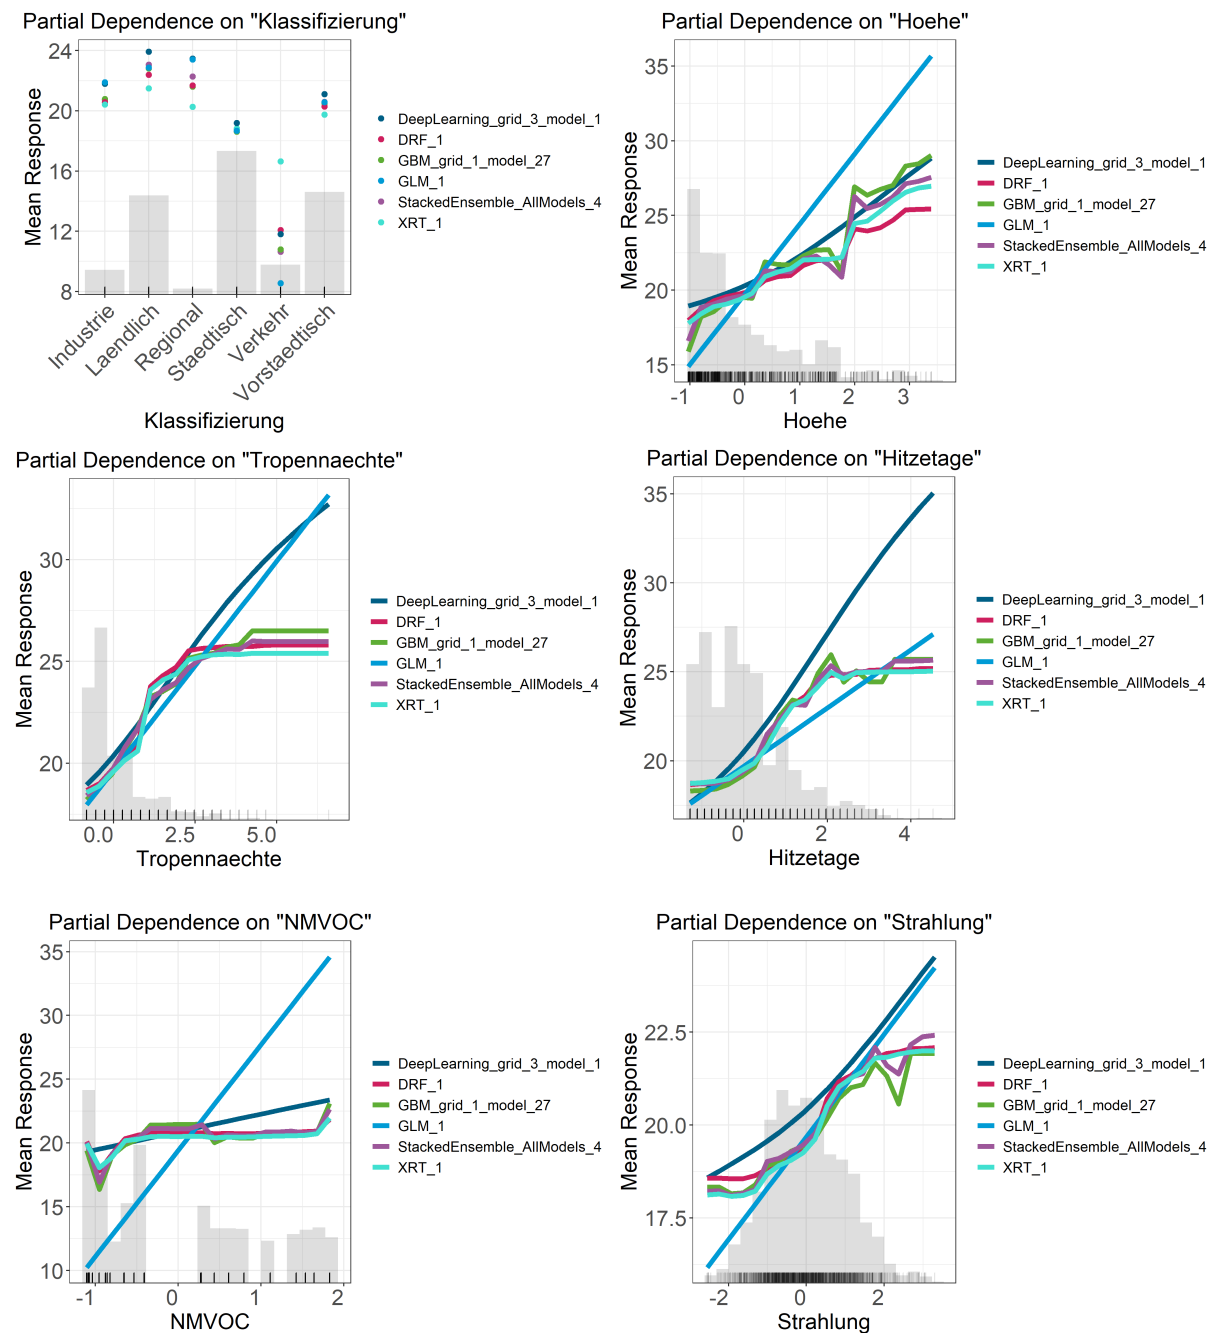 Partial Dependence on "Klassifizierung"
Mean Response
24
20
16
12
8
Industrie
Laendlich
Regional
Staedtisch
Verkehr
Vorstaedtisch
Klassifizierung
DeepLearning_grid_3_model_1
DRF_1
GBM_grid_1_model_27
GLM_1
StackedEnsemble_AllModels_4
XRT_1
Partial Dependence on "Hoehe"
Mean Response
35
30
25
20
15
-1 0 1 2 3
Hoehe
DeepLearning_grid_3_model_1
DRF_1
GBM_grid_1_model_27
GLM_1
StackedEnsemble_AllModels_4
XRT_1
Partial Dependence on "Tropennaechte"
Mean Response
30
25
20
0.0 2.5 5.0
Tropennaechte
DeepLearning_grid_3_model_1
DRF_1
GBM_grid_1_model_27
GLM_1
StackedEnsemble_AllModels_4
XRT_1
Partial Dependence on "Hitzetage"
Mean Response
35
30
25
20
0 2 4
Hitzetage
DeepLearning_grid_3_model_1
DRF_1
GBM_grid_1_model_27
GLM_1
StackedEnsemble_AllModels_4
XRT_1
Partial Dependence on "NMVOC"
Mean Response
35
30
25
20
15
10
-1 0 1 2
NMVOC
DeepLearning_grid_3_model_1
DRF_1
GBM_grid_1_model_27
GLM_1
StackedEnsemble_AllModels_4
XRT_1
Partial Dependence on "Strahlung"
Mean Response
22.5
20.0
17.5
-2 0 2
Strahlung
DeepLearning_grid_3_model_1
DRF_1
GBM_grid_1_model_27
GLM_1
StackedEnsemble_AllModels_4
XRT_1